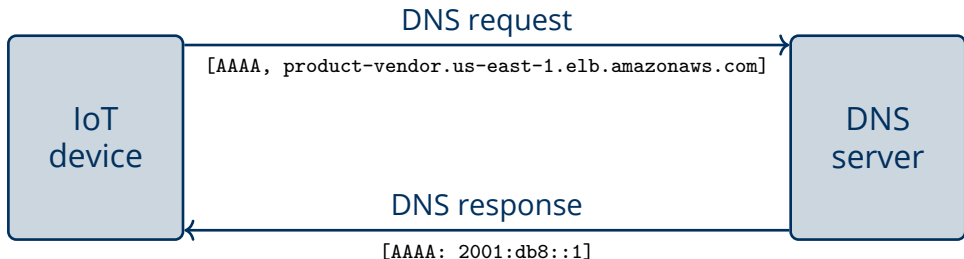 DNS request
[AAAA, product-vendor.us-east-1.elb.amazonaws.com]
IoT
device
DNS
server
DNS response
[AAAA: 2001:db8::1]